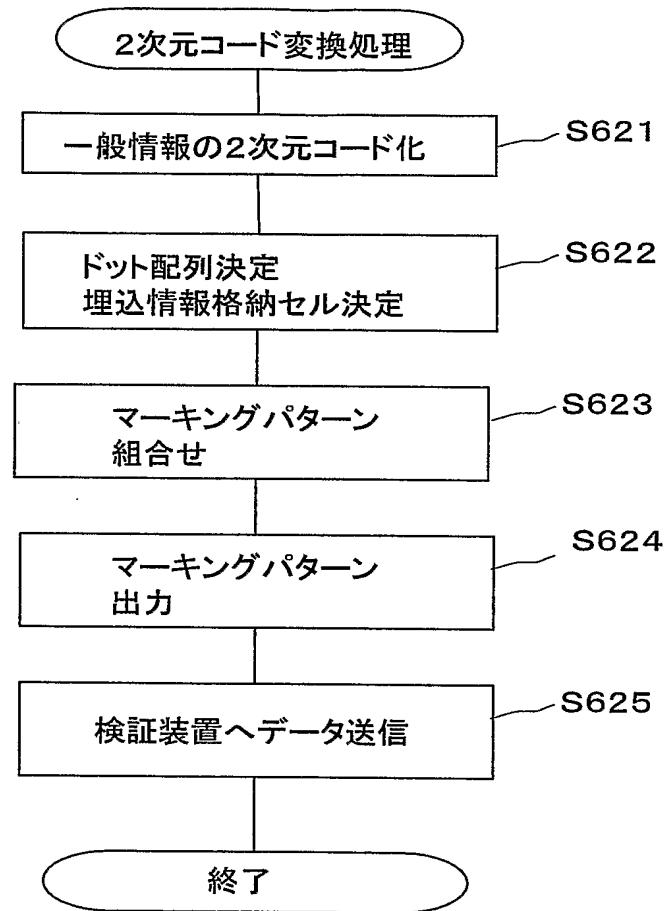 2次元コード変換処理
一般情報の2次元コード化
S621
ドット配列決定
埋込情報格納セル決定
S622
マーキングパターン
組合せ
S623
マーキングパターン
出力
S624
検証装置へデータ送信
S625
終了